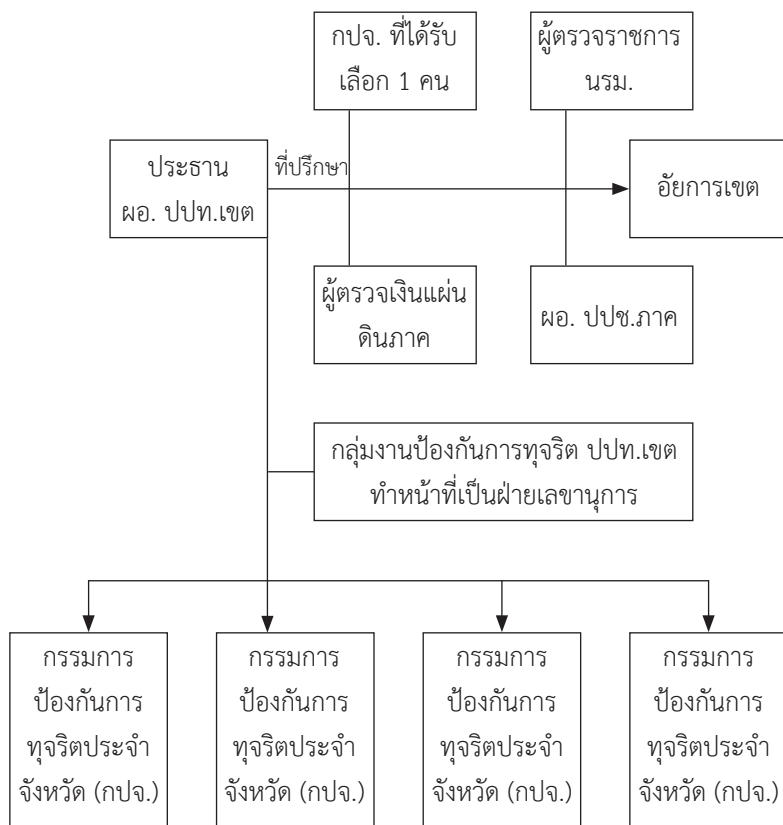 กปจ. ที่ได้รับ
เลือก 1 คน
ผู้ตรวจราชการ
นรม.
ประธาน
ผอ. ปปท.เขต
ที่ปรึกษา
อัยการเขต
ผู้ตรวจเงินแผ่น
ดินภาค
ผอ. ปปช.ภาค
กลุ่มงานป้องกันการทุจริต ปปท.เขต
ทำหน้าที่เป็นฝ่ายเลขานุการ
กรรมการ
ป้องกันการ
ทุจริตประจำ
จังหวัด (กปจ.)
กรรมการ
ป้องกันการ
ทุจริตประจำ
จังหวัด (กปจ.)
กรรมการ
ป้องกันการ
ทุจริตประจำ
จังหวัด (กปจ.)
กรรมการ
ป้องกันการ
ทุจริตประจำ
จังหวัด (กปจ.)